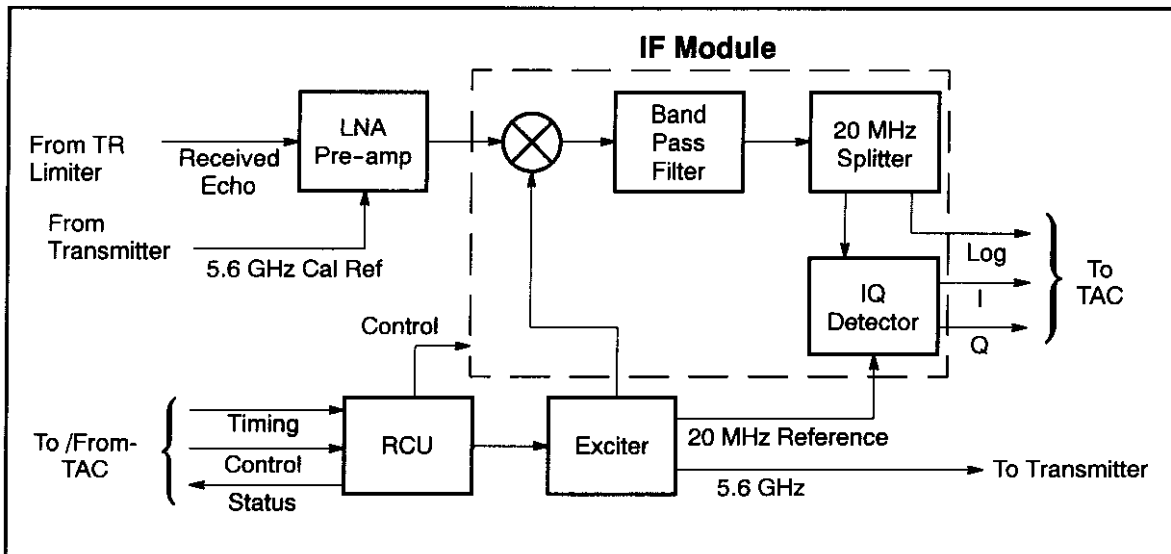 IF Module
LNA
Pre-amp
Band
Pass
Filter
20 MHz
Splitter
From TR
Limiter
Received
Echo
From
Transmitter
5.6 GHz Cal Ref
Log
I
Q
To
TAC
IQ
Detector
Control
To /From-
TAC
Timing
Control
Status
RCU
Exciter
20 MHz Reference
5.6 GHz
To Transmitter